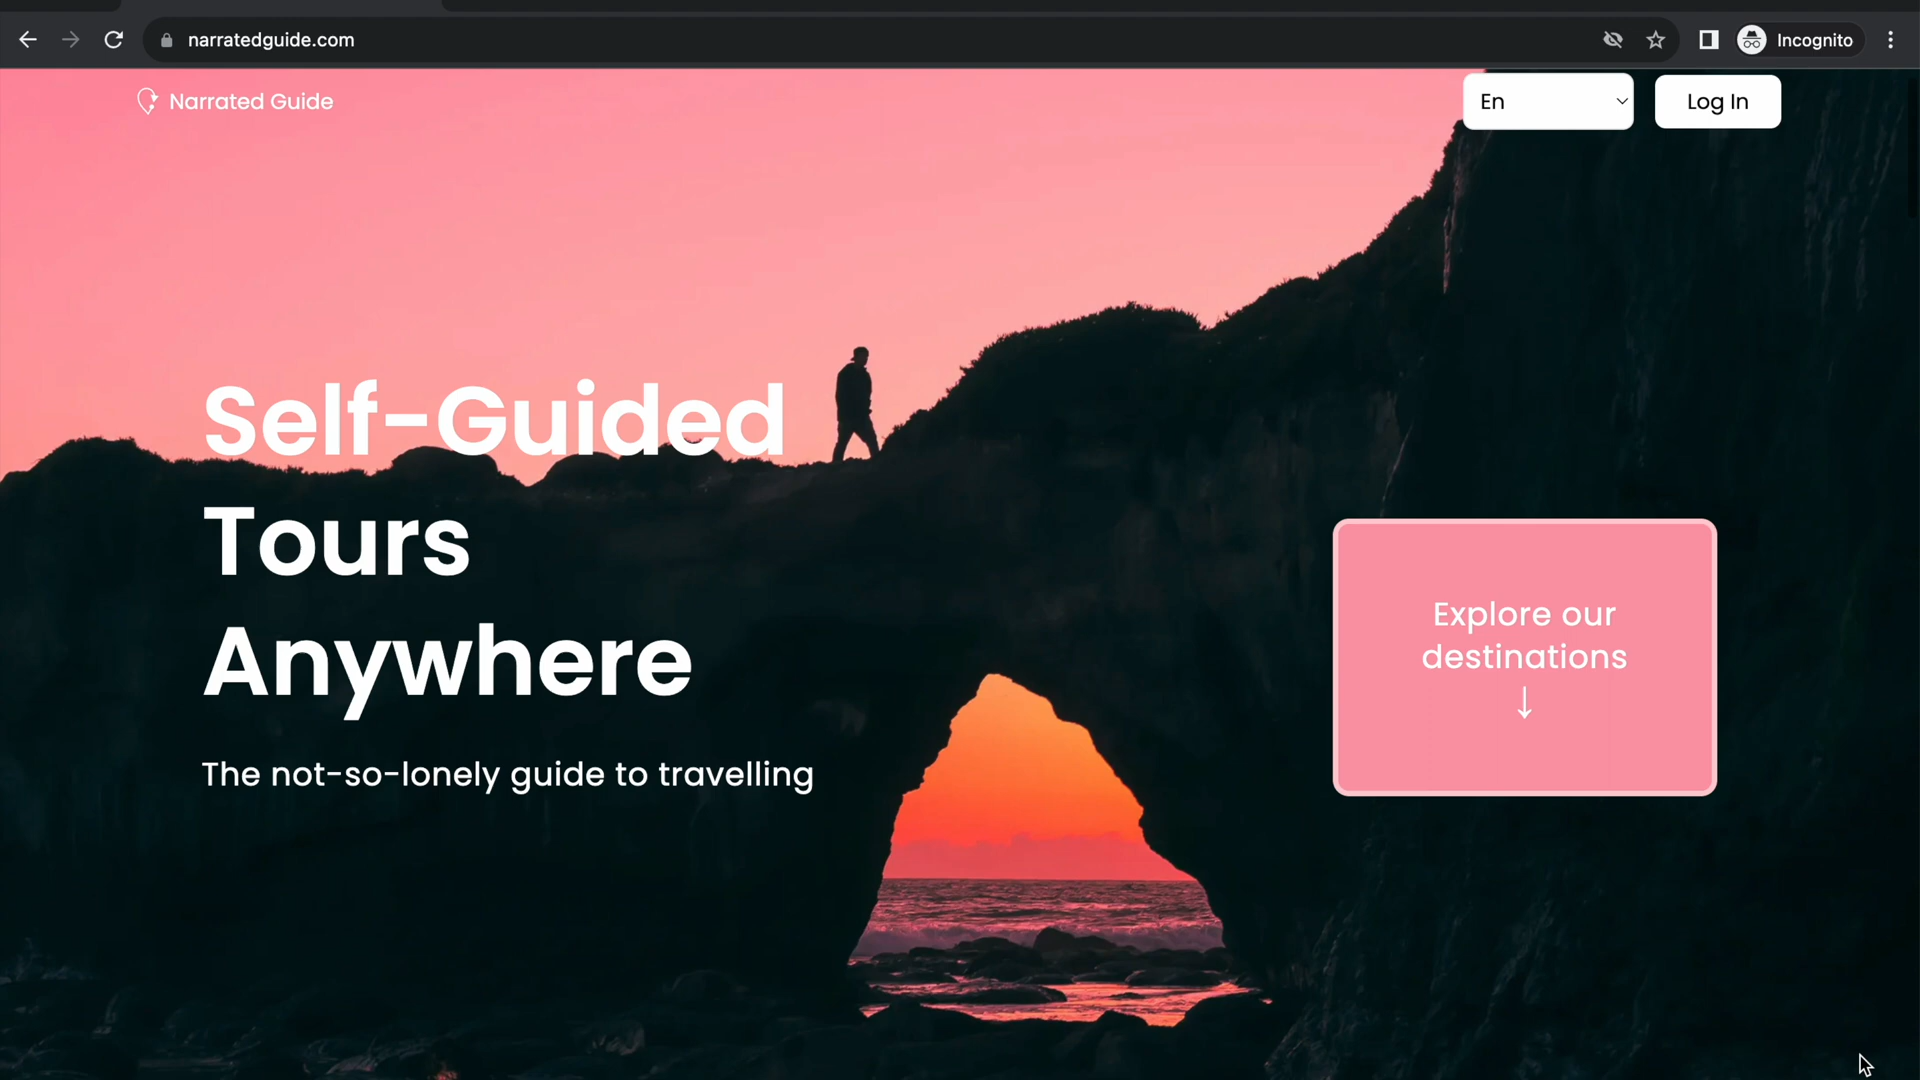 narratedguide.com
Incognito
Narrated Guide
En
Log In
Self-Guided
Tours
Anywhere
The not-so-lonely guide to travelling
Explore our
destinations
↓